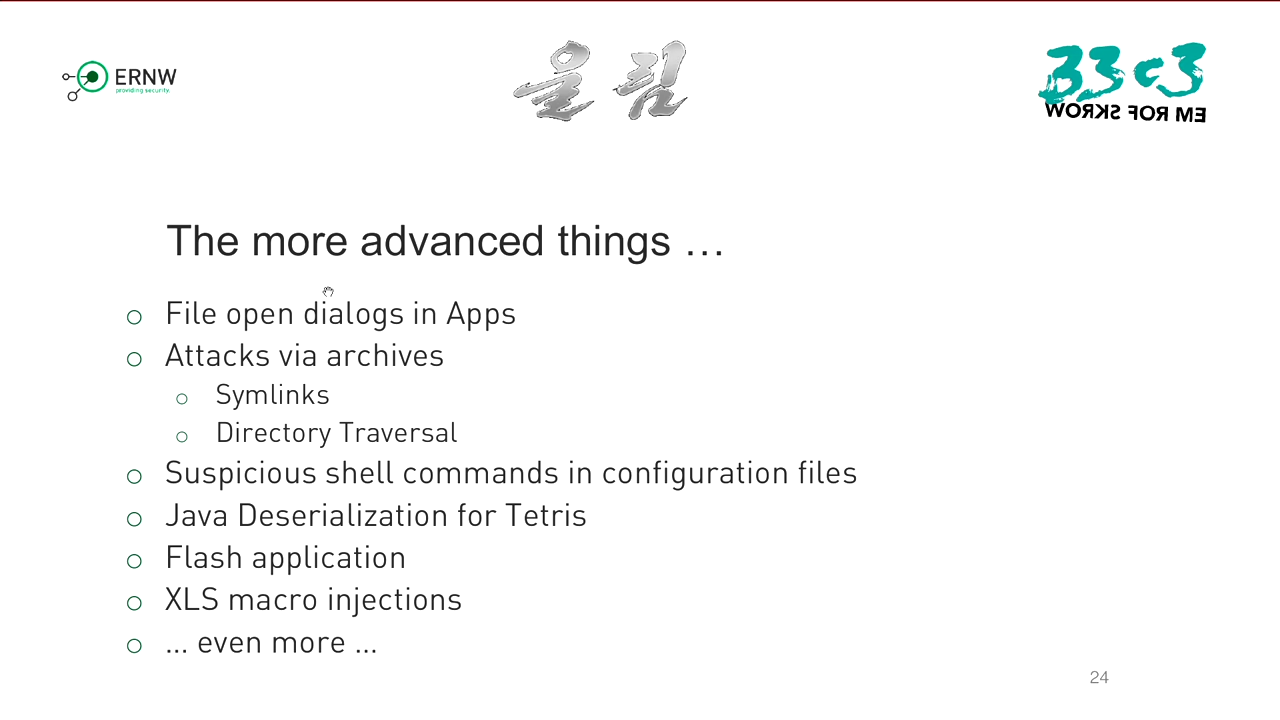 ERNW
providing security.
울림
33c3
WORKS FOR ME
The more advanced things …
File open dialogs in Apps
Attacks via archives
Symlinks
Directory Traversal
Suspicious shell commands in configuration files
Java Deserialization for Tetris
Flash application
XLS macro injections
... even more ...
24